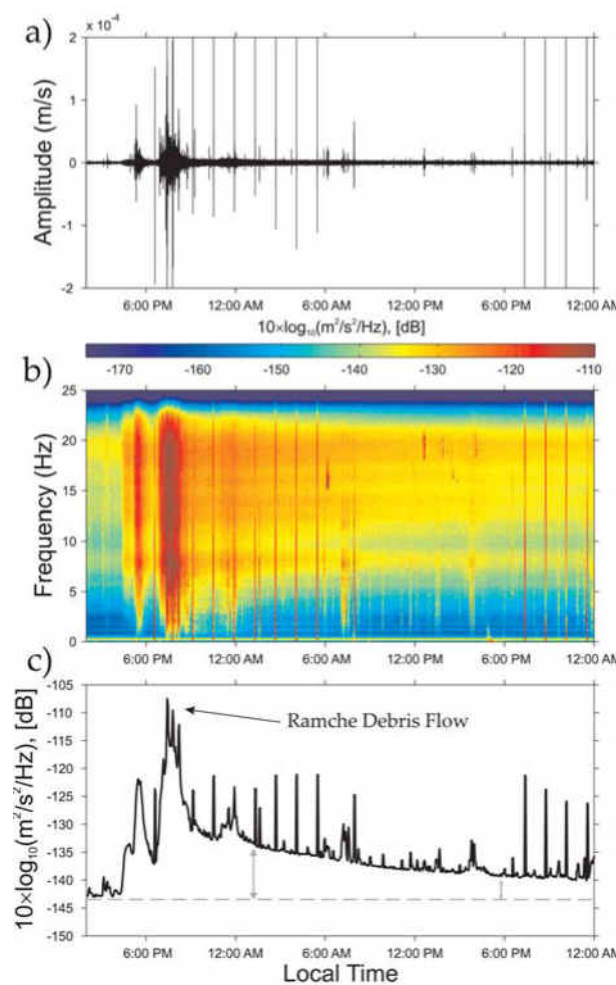 a)
x 10⁻⁴
2
1
0
-1
-2
Amplitude (m/s)
6:00 PM 12:00 AM 6:00 AM 12:00 PM 6:00 PM 12:00 AM
10×log₁₀(m²/s²/Hz), [dB]
-170 -160 -150 -140 -130 -120 -110
b)
25
20
15
10
5
0
Frequency (Hz)
6:00 PM 12:00 AM 6:00 AM 12:00 PM 6:00 PM 12:00 AM
c)
-105
-110
-115
-120
-125
-130
-135
-140
-145
-150
10×log₁₀(m²/s²/Hz), [dB]
Ramche Debris Flow
6:00 PM 12:00 AM 6:00 AM 12:00 PM 6:00 PM 12:00 AM
Local Time